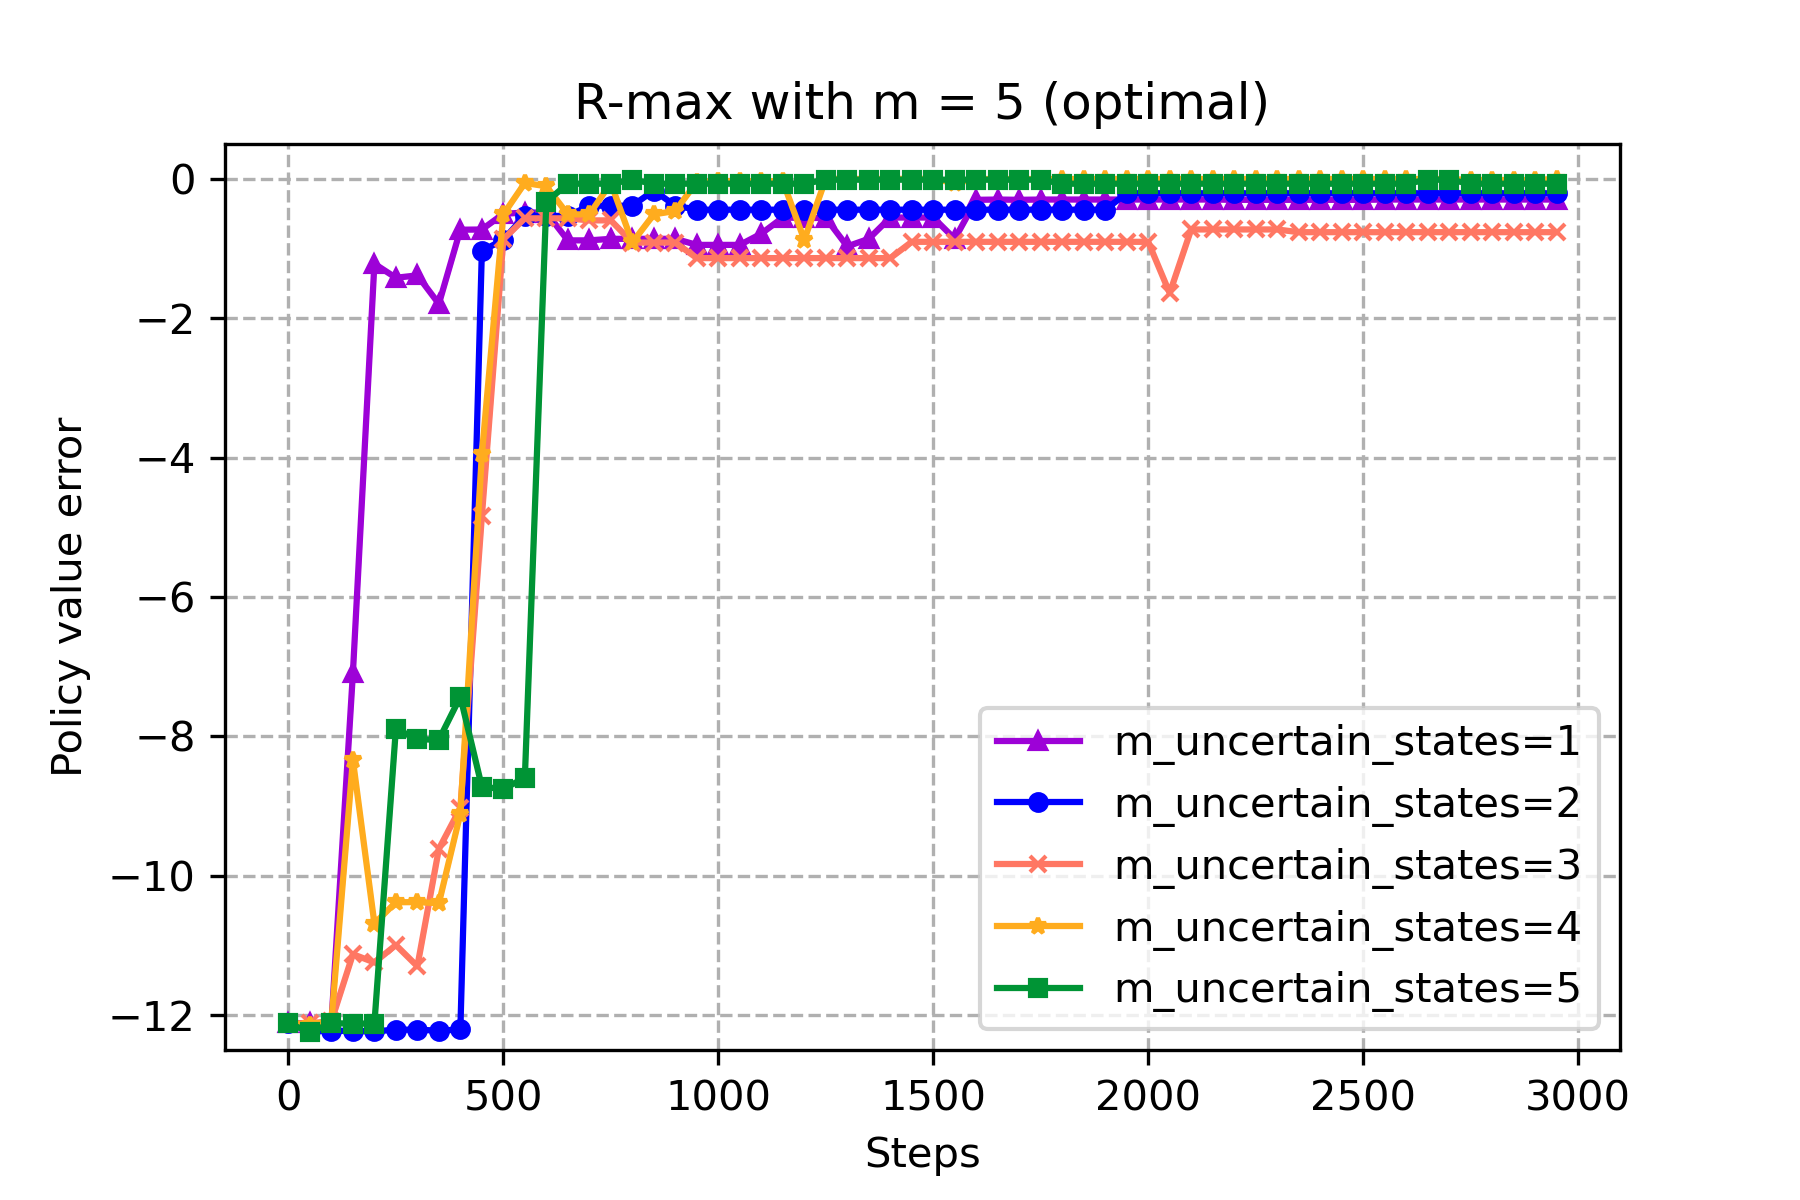 R-max with m = 5 (optimal)
Policy value error
0
−2
−4
−6
−8
−10
−12
m_uncertain_states=1
m_uncertain_states=2
m_uncertain_states=3
m_uncertain_states=4
m_uncertain_states=5
0 500 1000 1500 2000 2500 3000
Steps